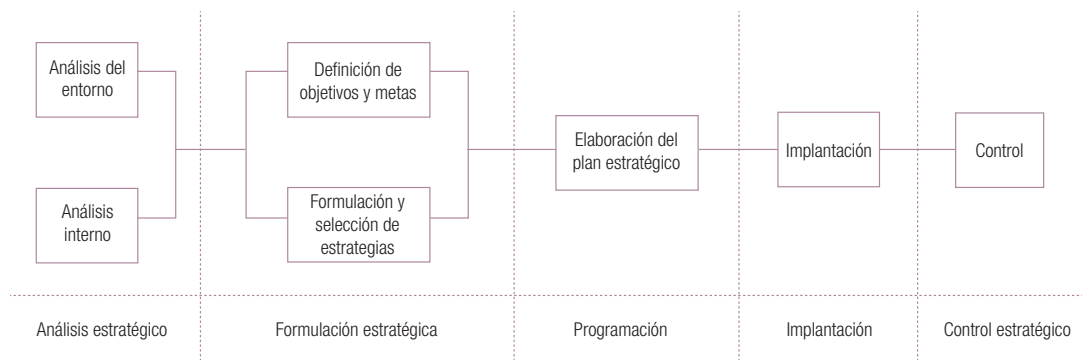 Análisis del
entorno
Análisis
interno
Definición de
objetivos y metas
Formulación y
selección de
estrategias
Elaboración del
plan estratégico
Implantación
Control
Análisis estratégico
Formulación estratégica
Programación
Implantación
Control estratégico